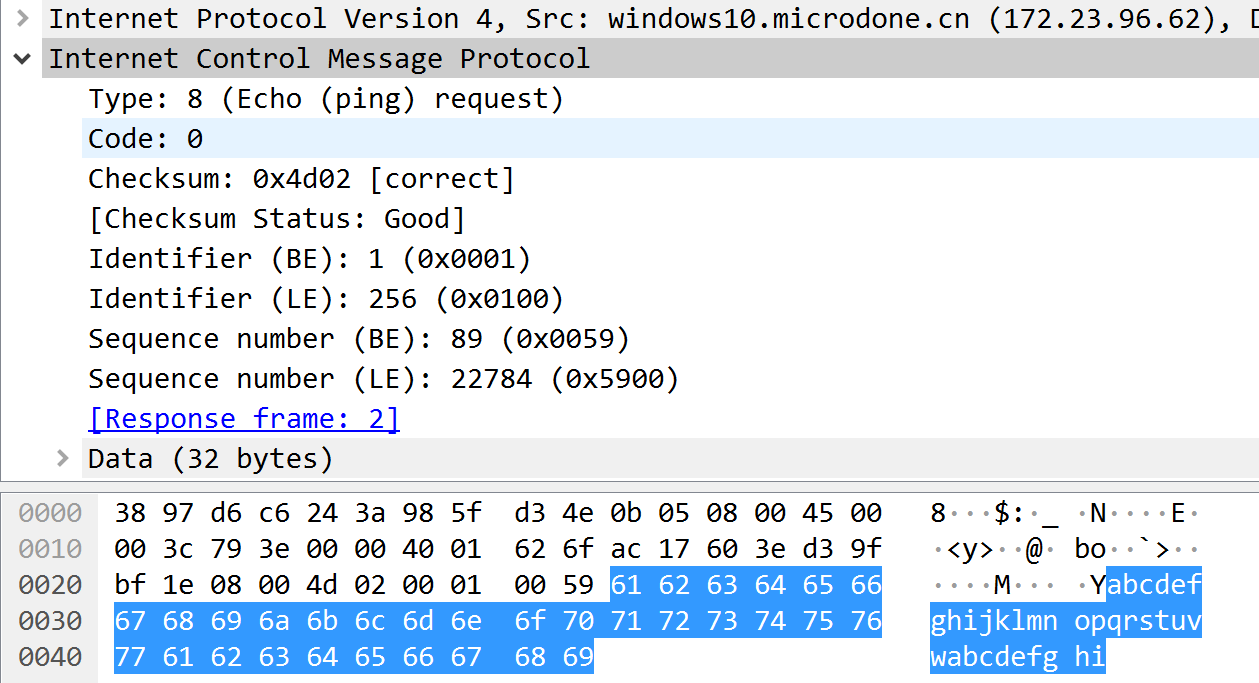 Internet Protocol Version 4, Src: windows10.microdone.cn (172.23.96.62),
Internet Control Message Protocol
Type: 8 (Echo (ping) request)
Code: 0
Checksum: 0x4d02 [correct]
[Checksum Status: Good]
Identifier (BE): 1 (0x0001)
Identifier (LE): 256 (0x0100)
Sequence number (BE): 89 (0x0059)
Sequence number (LE): 22784 (0x5900)
[Response frame: 2]
Data (32 bytes)
0000 38 97 d6 c6 24 3a 98 5f d3 4e 0b 05 08 00 45 00 8···$:·_ ·N····E·
0010 00 3c 79 3e 00 00 40 01 62 6f ac 17 60 3e d3 9f ·<y>··@· bo··`>··
0020 bf 1e 08 00 4d 02 00 01 00 59 61 62 63 64 65 66 ····M··· ·Yabcdef
0030 67 68 69 6a 6b 6c 6d 6e 6f 70 71 72 73 74 75 76 ghijklmn opqrstuv
0040 77 61 62 63 64 65 66 67 68 69 wabcdefg hi